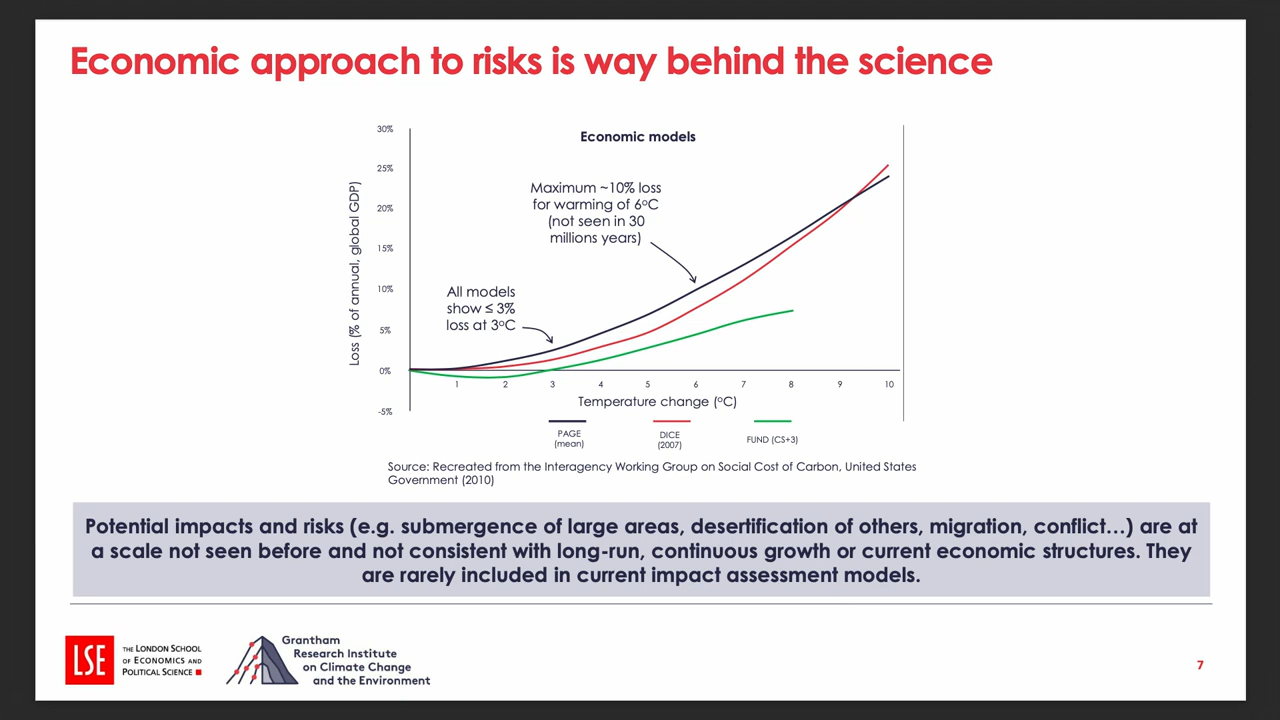 Economic approach to risks is way behind the science
Economic models
30%
25%
20%
15%
10%
5%
0%
-5%
Loss (% of annual, global GDP)
Maximum ~10% loss
for warming of 6ºC
(not seen in 30
millions years)
All models
show ≤ 3%
loss at 3ºC
1 2 3 4 5 6 7 8 9 10
Temperature change (ºC)
PAGE
(mean)
DICE
(2007)
FUND (CS+3)
Source: Recreated from the Interagency Working Group on Social Cost of Carbon, United States
Government (2010)
Potential impacts and risks (e.g. submergence of large areas, desertification of others, migration, conflict…) are at
a scale not seen before and not consistent with long-run, continuous growth or current economic structures. They
are rarely included in current impact assessment models.
LSE
THE LONDON SCHOOL
OF ECONOMICS AND
POLITICAL SCIENCE
Grantham
Research Institute
on Climate Change
and the Environment
7